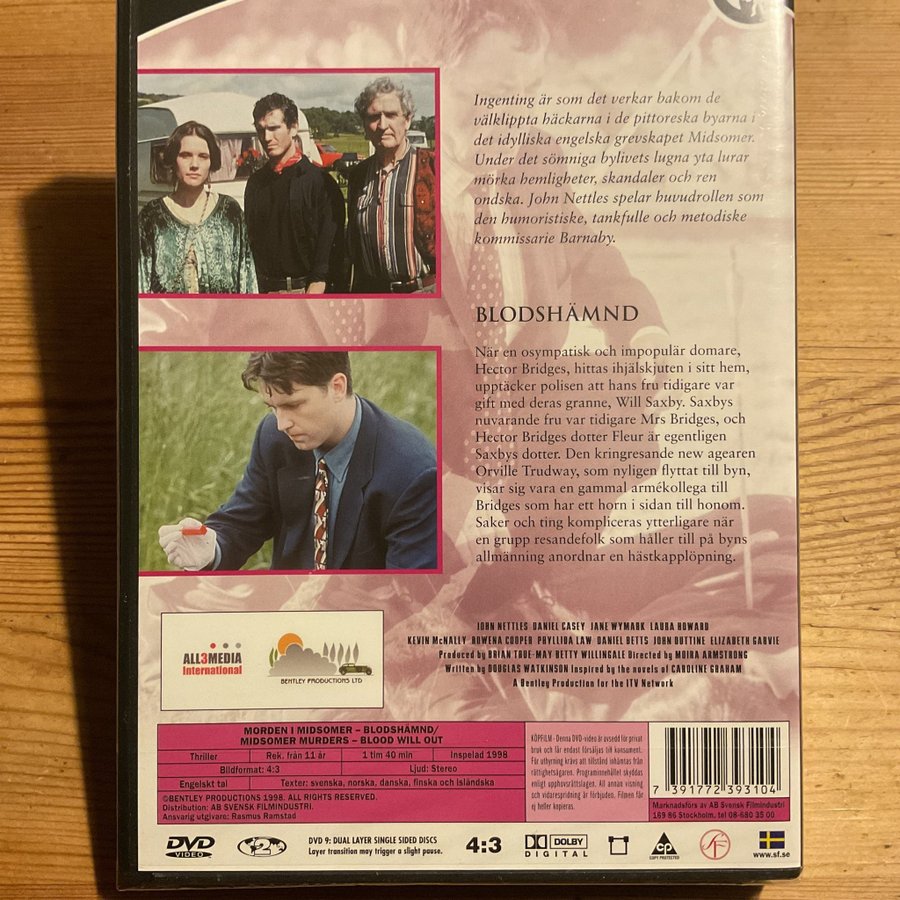 Ingenting är som det verkar bakom de
välklippta häckarna i de pittoreska byarna i
det idylliska engelska grevskapet Midsomer.
Under det sömniga bylivets lugna yta lurar
mörka hemligheter, skandaler och ren
ondska. John Nettles spelar huvudrollen som
den humoristiske, tankfulle och metodiske
kommissarie Barnaby.
BLODSHÄMND
När en osympatisk och impopulär domare,
Hector Bridges, hittas ihjälskjuten i sitt hem,
upptäcker polisen att hans fru tidigare var
gift med deras granne, Will Saxby. Saxbys
nuvarande fru var tidigare Mrs Bridges, och
Hector Bridges dotter Fleur är egentligen
Saxbys dotter. Den kringresande new agearen
Orville Trudway, som nyligen flyttat till byn,
visar sig vara en gammal armékollega till
Bridges som har ett horn i sidan till honom.
Saker och ting kompliceras ytterligare när
en grupp resandefolk som håller till på byns
allmänning anordnar en hästkapplöpning.
ALL3MEDIA
International
BENTLEY PRODUCTIONS LTD
JOHN NETTLES DANIEL CASEY JANE WYMARK LAURA HOWARD
KEVIN McNALLY ROWENA COOPER PHYLLIDA LAW DANIEL BETTS JOHN DUTTINE ELIZABETH GARVIE
Produced by BRIAN TRUE-MAY BETTY WILLINGALE Directed by MOIRA ARMSTRONG
Written by DOUGLAS WATKINSON Inspired by the novels of CAROLINE GRAHAM
A Bentley Production for the ITV Network
MORDEN I MIDSOMER – BLODSHÄMND/
MIDSOMER MURDERS – BLOOD WILL OUT
Thriller Rek. från 11 år 1 tim 40 min Inspelad 1998
Bildformat: 4:3 Ljud: Stereo
Engelskt tal Texter: svenska, norska, danska, finska och isländska
©BENTLEY PRODUCTIONS 1998. ALL RIGHTS RESERVED.
Distribution: AB SVENSK FILMINDUSTRI.
Ansvarig utgivare: Rasmus Ramstad
KÖPFILM - Denna DVD-video är avsedd för privat
bruk och får endast försäljas till konsument.
För uthyrning krävs att tillstånd inhämtas från
rättighetsägaren. Programinnehållet skyddas
enligt upphovsrättslagen. All annan visning
och vidarespridning är förbjuden. Filmen får
ej heller kopieras.
7 391772 393104
Marknadsförs av AB Svensk Filmindustri
169 86 Stockholm, tel 08-680 35 00
DVD
VIDEO
2
DVD 9: DUAL LAYER SINGLE SIDED DISCS
Layer transition may trigger a slight pause.
4:3
DOLBY
DIGITAL
CP
COPY PROTECTED
SF
www.sf.se